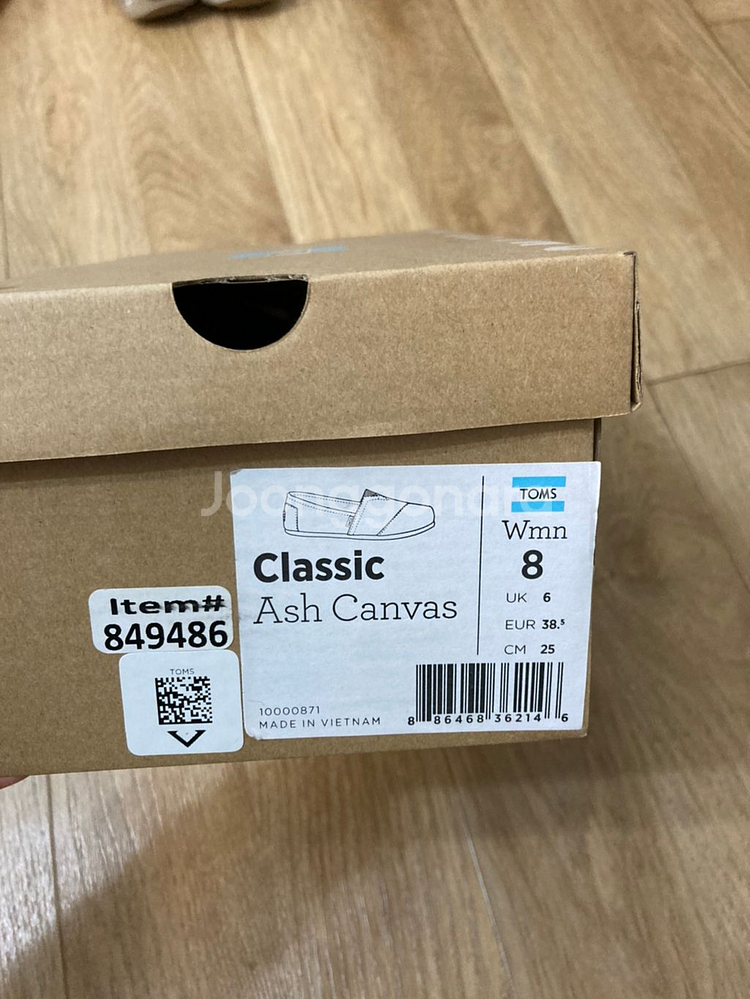 Joonggonara
TOMS
Wmn
8
Classic
Ash Canvas
UK 6
EUR 38.⁵
CM 25
Item#
849486
TOMS
10000871
MADE IN VIETNAM
8 86468 36214 6